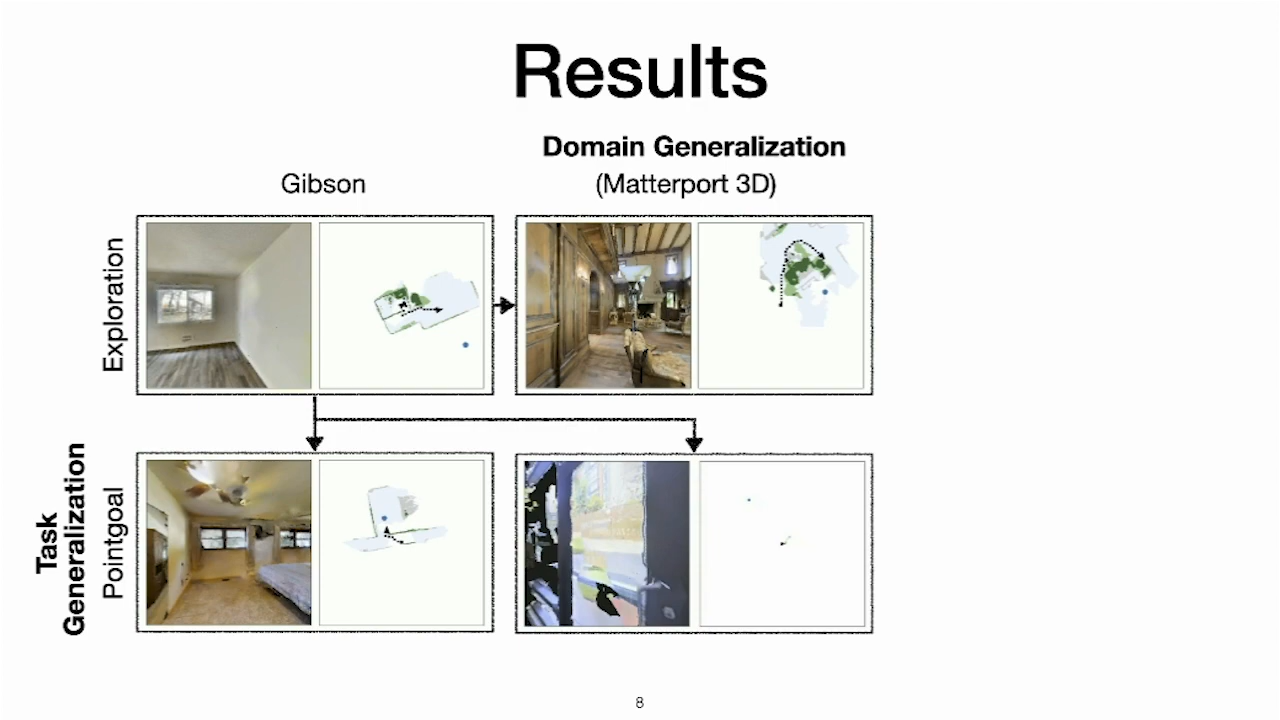 Results
Domain Generalization
Gibson
(Matterport 3D)
Exploration
Task
Generalization
Pointgoal
8